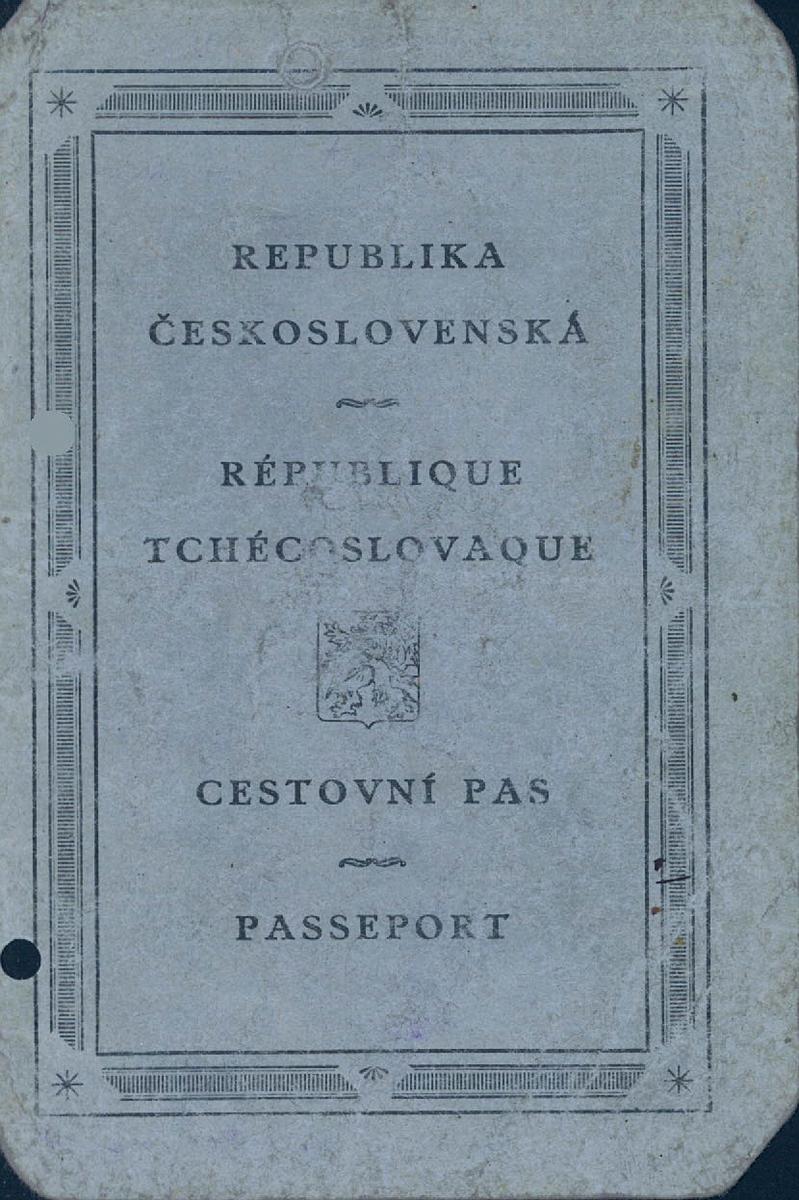 REPUBLIKA
ČESKOSLOVENSKÁ
RÉPUBLIQUE
TCHÉCOSLOVAQUE
CESTOVNÍ PAS
PASSEPORT